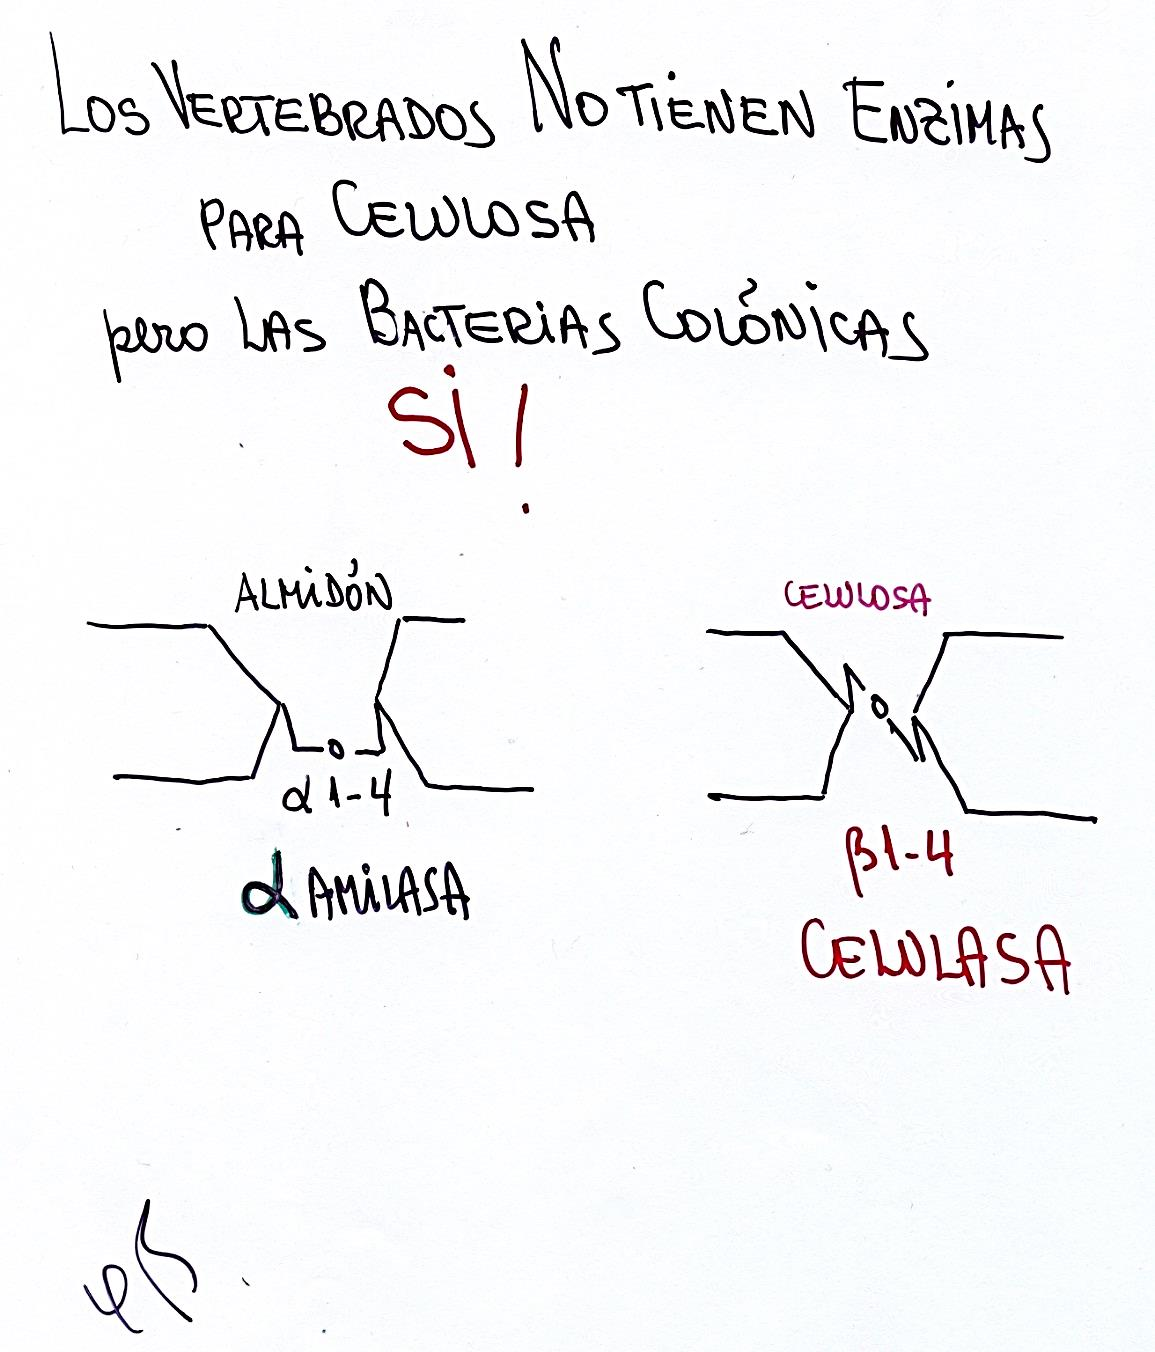 LOS VERTEBRADOS NO TIENEN ENZIMAS
PARA CELULOSA
pero LAS BACTERIAS COLÓNICAS
SI!
ALMIDÓN
O
α 1-4
α AMILASA
CELULOSA
O
β1-4
CELULASA